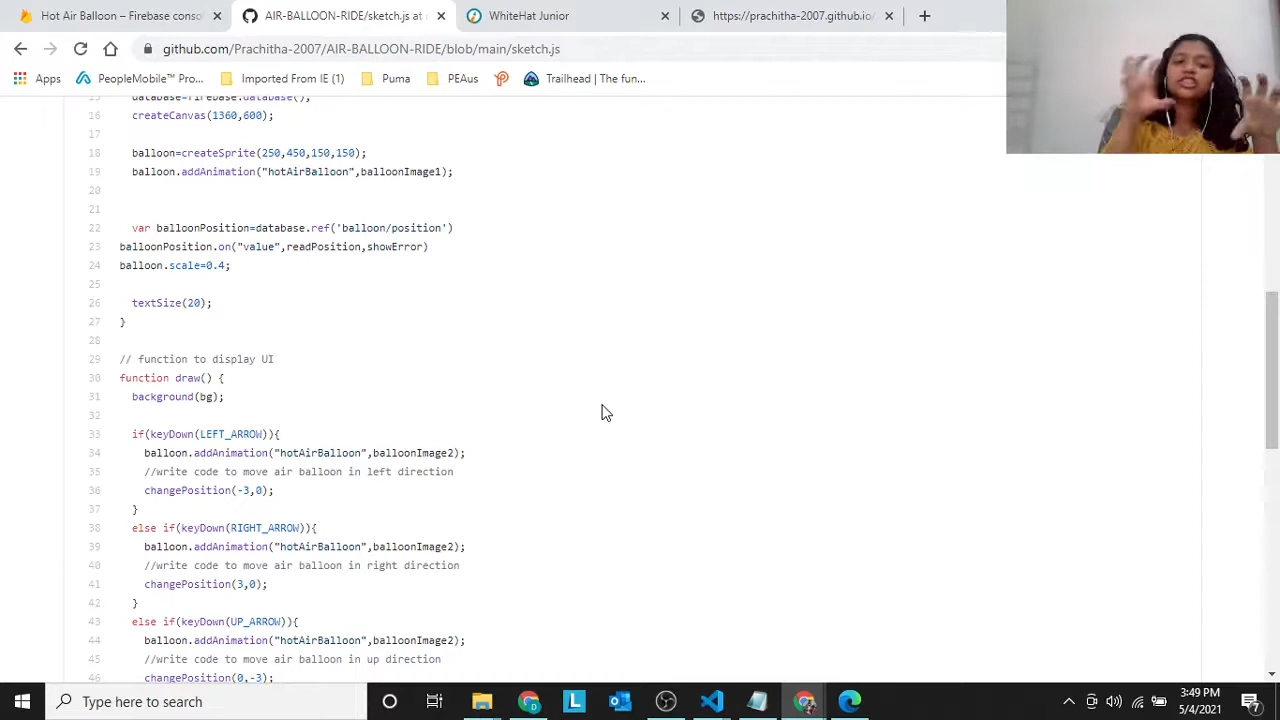 Hot Air Balloon - Firebase conso
AIR-BALLOON-RIDE/sketch.js at
WhiteHat Junior
https://prachitha-2007.github.io/
github.com/Prachitha-2007/AIR-BALLOON-RIDE/blob/main/sketch.js
Apps
PeopleMobile™ Pro...
Imported From IE (1)
Puma
PEAus
Trailhead | The fun...
15 database=firebase.database();
16 createCanvas(1360,600);
17
18 balloon=createSprite(250,450,150,150);
19 balloon.addAnimation("hotAirBalloon",balloonImage1);
20
21
22 var balloonPosition=database.ref('balloon/position')
23 balloonPosition.on("value",readPosition,showError)
24 balloon.scale=0.4;
25
26 textSize(20);
27 }
28
29 // function to display UI
30 function draw() {
31 background(bg);
32
33 if(keyDown(LEFT_ARROW)){
34 balloon.addAnimation("hotAirBalloon",balloonImage2);
35 //write code to move air balloon in left direction
36 changePosition(-3,0);
37 }
38 else if(keyDown(RIGHT_ARROW)){
39 balloon.addAnimation("hotAirBalloon",balloonImage2);
40 //write code to move air balloon in right direction
41 changePosition(3,0);
42 }
43 else if(keyDown(UP_ARROW)){
44 balloon.addAnimation("hotAirBalloon",balloonImage2);
45 //write code to move air balloon in up direction
46 changePosition(0,-3);
Type here to search
3:49 PM
5/4/2021
7